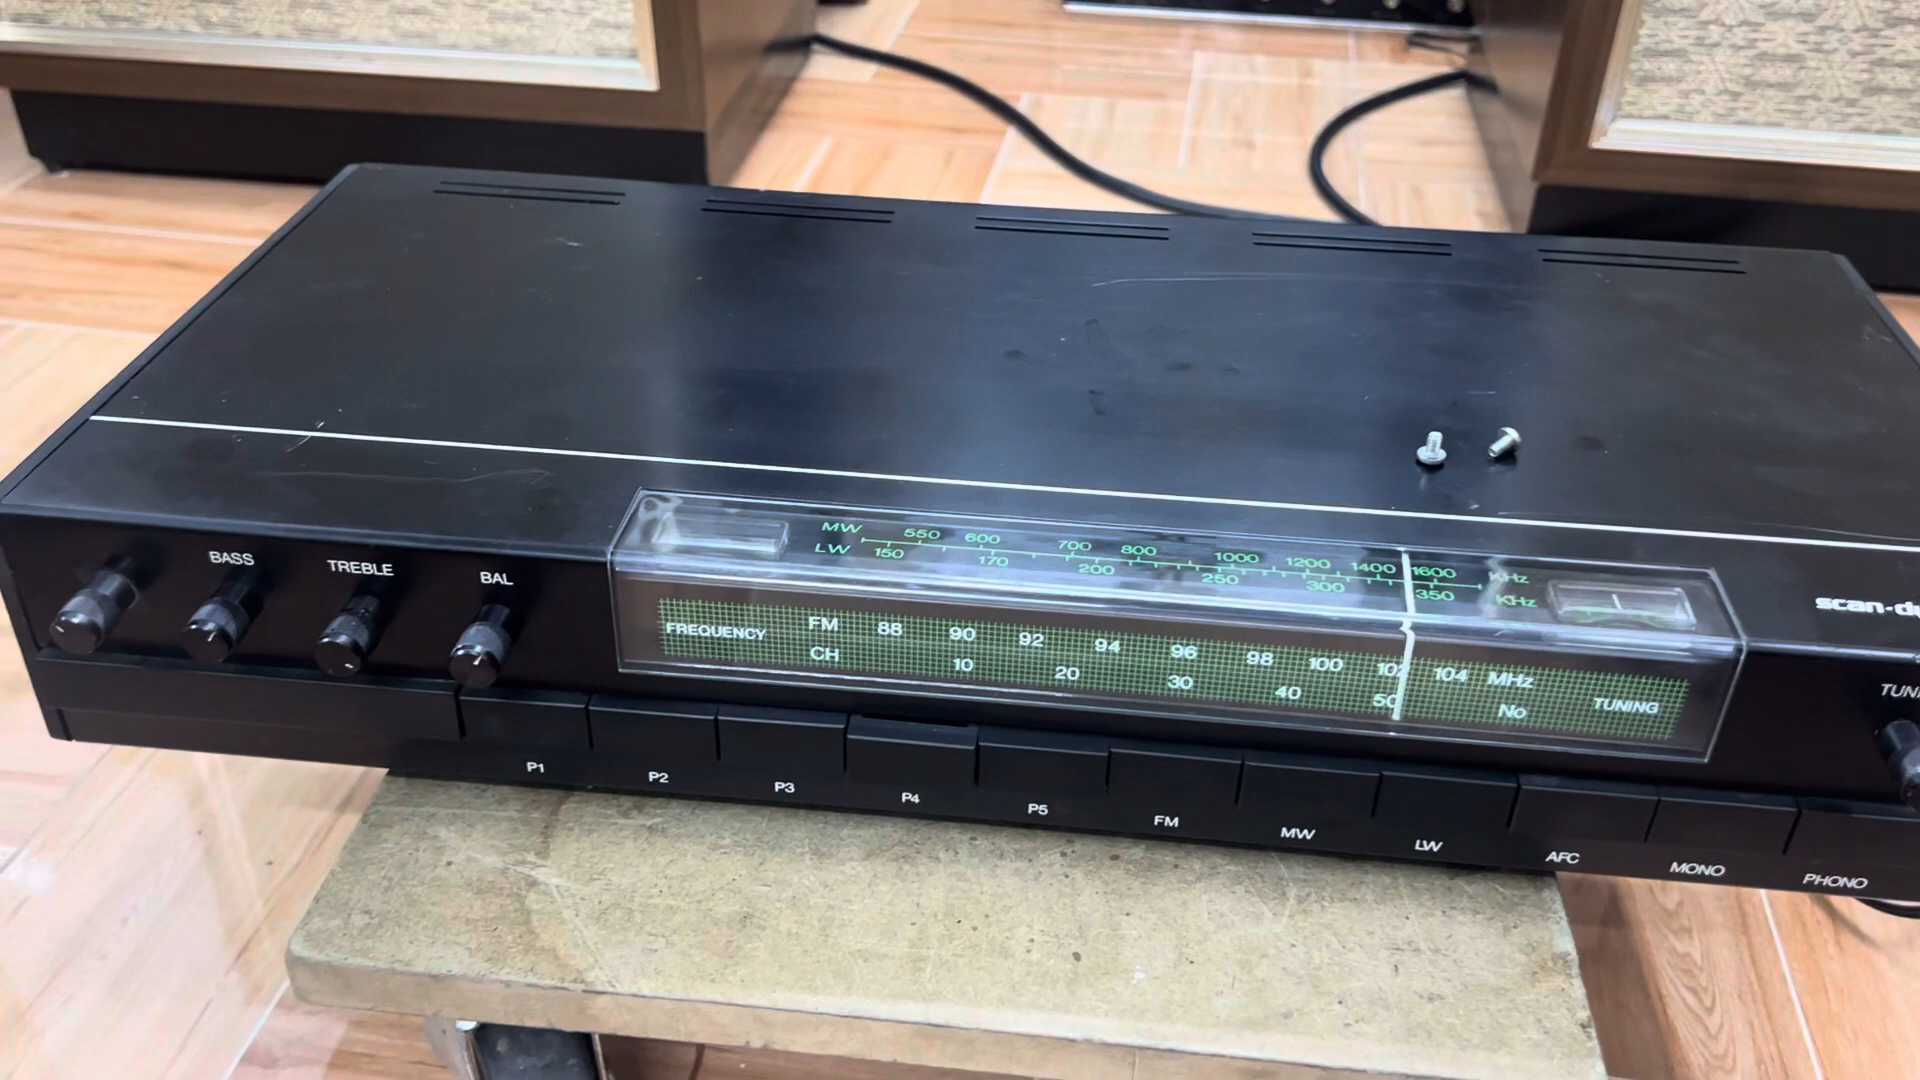 BASS TREBLE BAL
MW 550 600 700 800 1000 1200 1400 1600 KHz
LW 150 170 200 250 300 350 KHz
FREQUENCY FM 88 90 92 94 96 98 100 102 104 MHz TUNING
CH 10 20 30 40 50 No
P1 P2 P3 P4 P5 FM MW LW AFC MONO PHONO